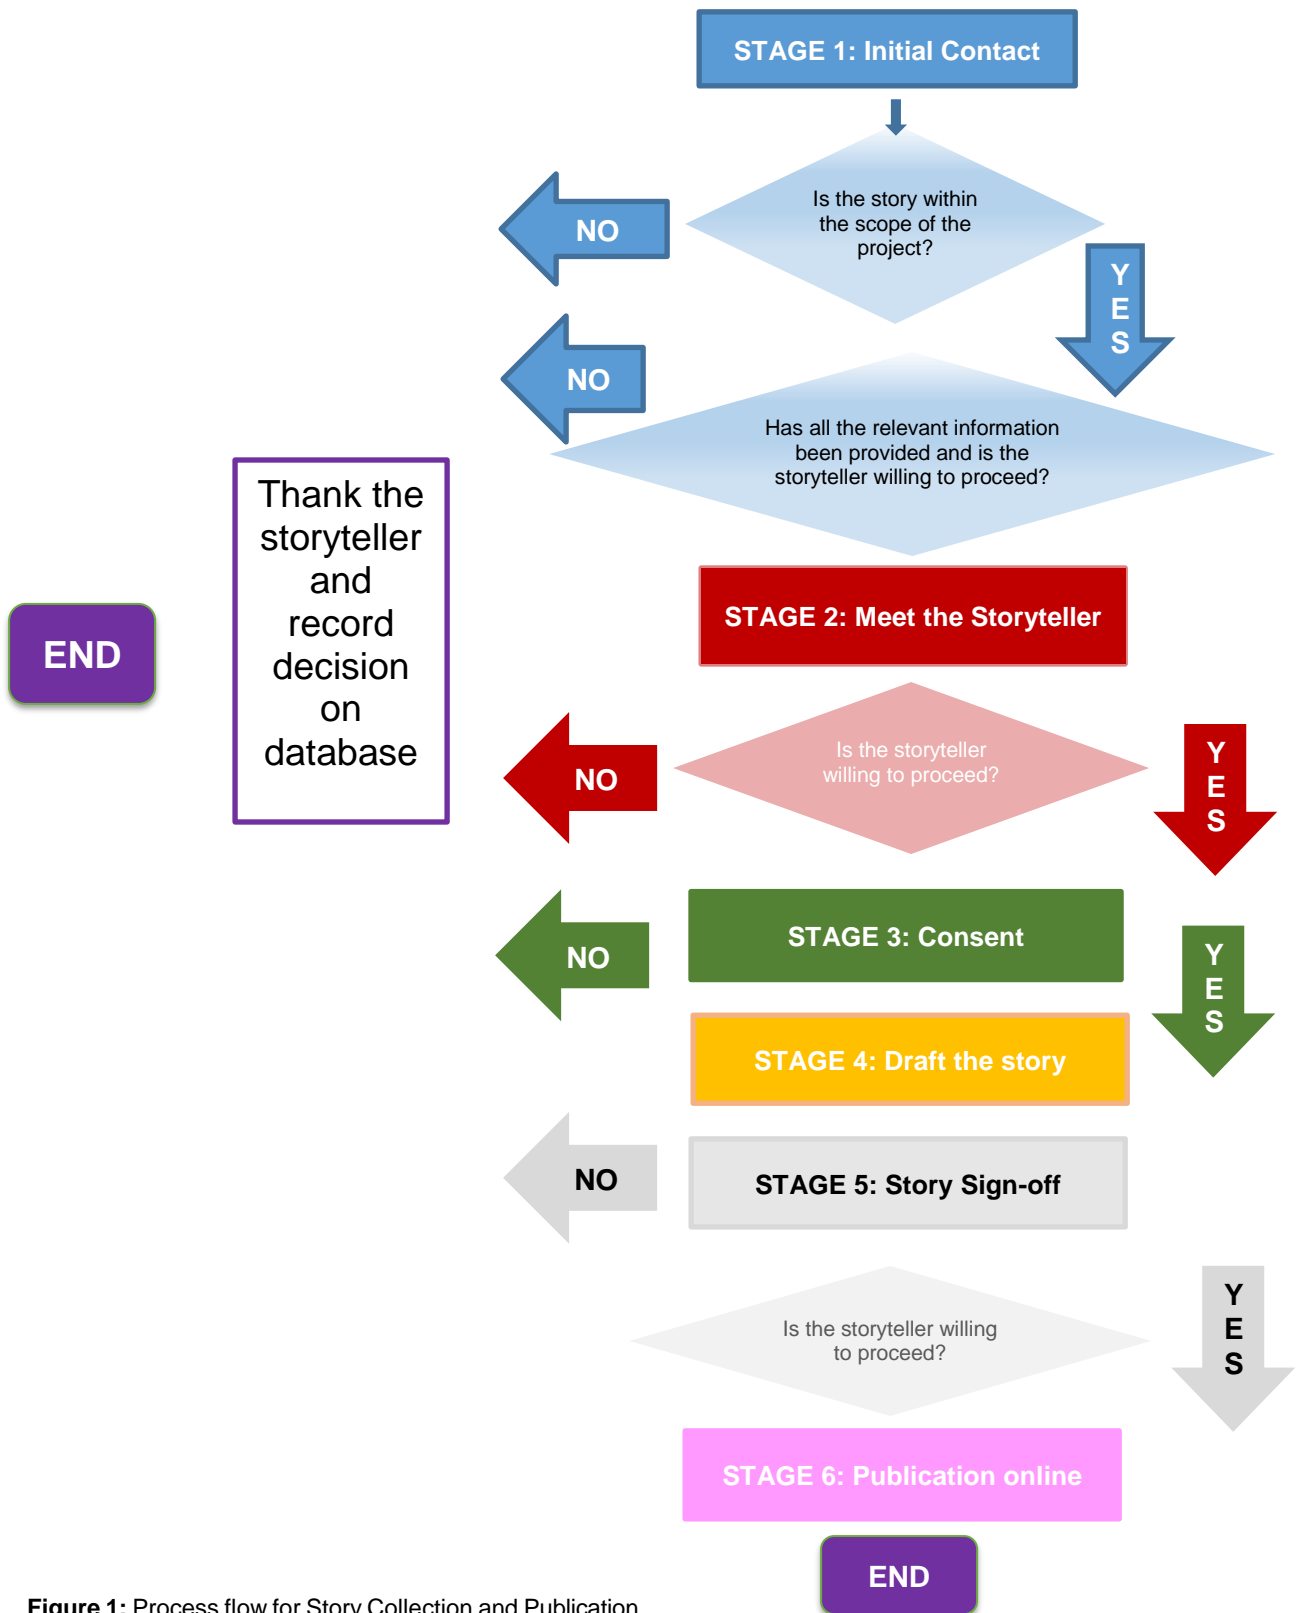 STAGE 1: Initial Contact
Is the story within
the scope of the
project?
NO
Y
E
S
NO
Has all the relevant information
been provided and is the
storyteller willing to proceed?
Thank the
storyteller
and
record
decision
on
database
END
STAGE 2: Meet the Storyteller
Is the storyteller
willing to proceed?
NO
Y
E
S
STAGE 3: Consent
NO
Y
E
S
STAGE 4: Draft the story
STAGE 5: Story Sign-off
NO
Is the storyteller willing
to proceed?
Y
E
S
STAGE 6: Publication online
END
Figure 1: Process flow for Story Collection and Publication